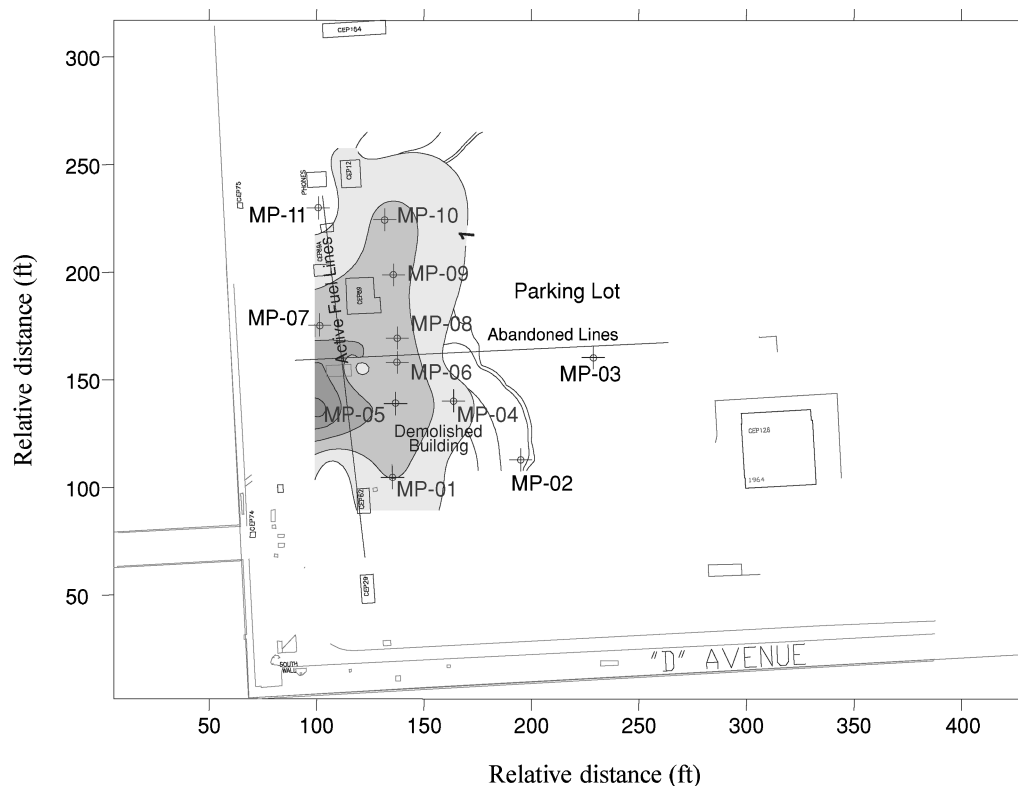 CEP154
300
250
200
150
100
50
Relative distance (ft)
CEP75
PHONES
CEP12
MP-11
MP-10
1
CEP69A
Active Fuel Lines
CEP69
MP-09
Parking Lot
MP-07
MP-08
Abandoned Lines
MP-06
MP-03
MP-05
MP-04
Demolished
Building
CEP128
1964
MP-01
MP-02
CEP62
CEP74
CEP29
SOUTH
WALL
"D" AVENUE
50
100
150
200
250
300
350
400
Relative distance (ft)